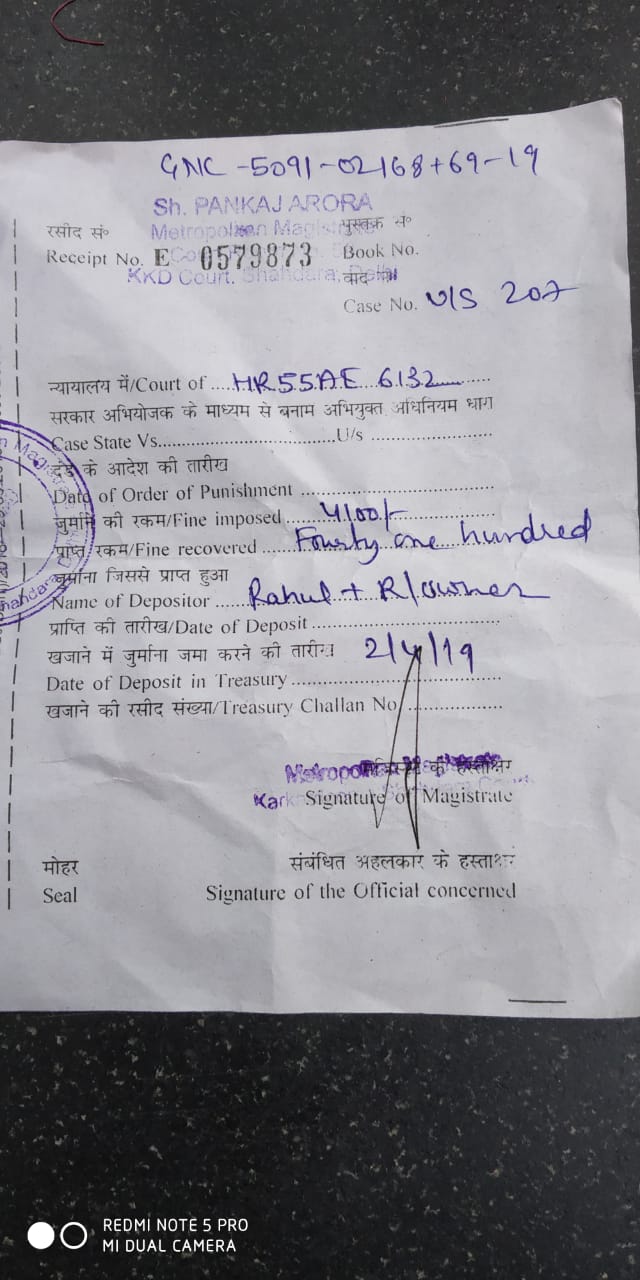 GNC-5091-02168+69-19
Sh. PANKAJ ARORA
Metropolitan
रसीद सं० पुस्तक सं०
Receipt No. E 0579873 Book No.
KKD Court. Shahdara, Delhi
Case No. U/S 207
न्यायालय में/Court of ....HR55AE 6132..........
सरकार अभियोजक के माध्यम से बनाम अभियुक्त अधिनियम धारा
Case State Vs..............................U/s ......................
के आदेश की तारीख
Date of Order of Punishment ...................................
जुर्माने की रकम/Fine imposed ......4100/-
प्राप्त रकम/Fine recovered ......Fourty one hundred
जुर्माना जिससे प्राप्त हुआ
Name of Depositor ......Rahul + R/owner
प्राप्ति की तारीख/Date of Deposit ..................................
खजाने में जुर्माना जमा करने की तारीख 2/4/19
Date of Deposit in Treasury ......................................
खजाने की रसीद संख्या/Treasury Challan No ..................
के हस्ताक्षर
Signature of Magistrate
मोहर संबंधित अहलकार के हस्ताक्षर
Seal Signature of the Official concerned
REDMI NOTE 5 PRO
MI DUAL CAMERA